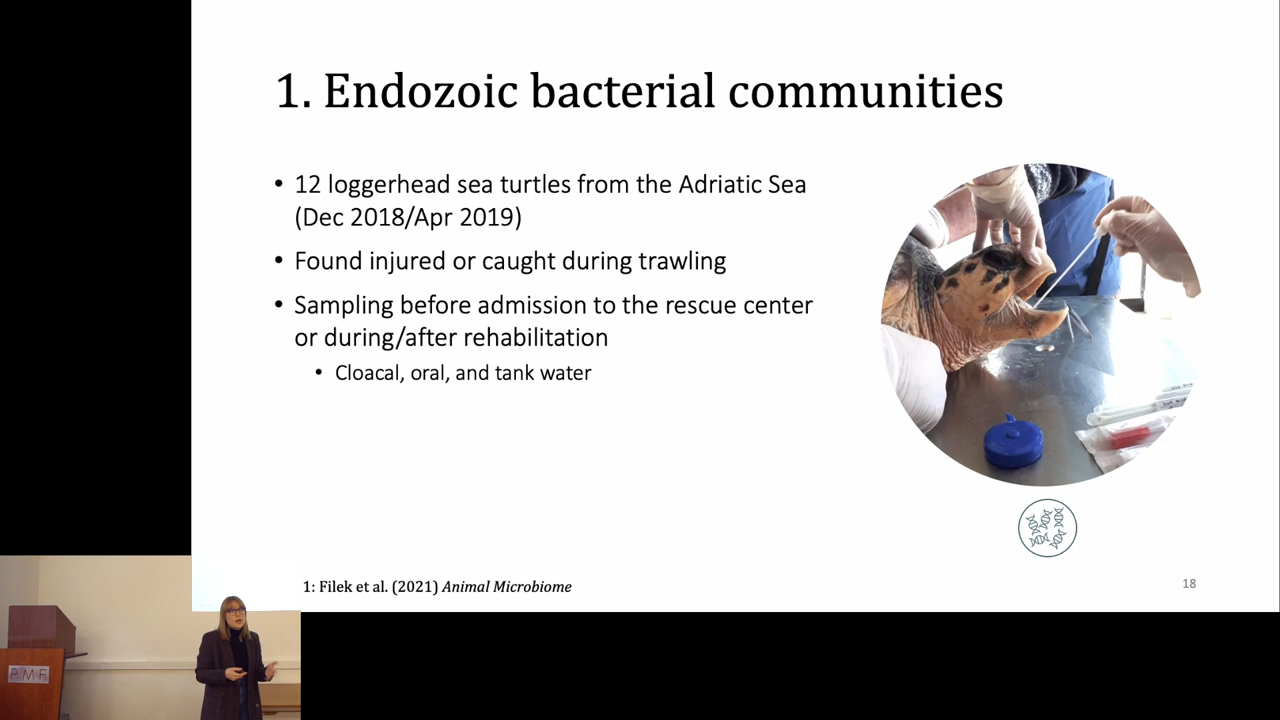 1. Endozoic bacterial communities
• 12 loggerhead sea turtles from the Adriatic Sea
(Dec 2018/Apr 2019)
• Found injured or caught during trawling
• Sampling before admission to the rescue center
or during/after rehabilitation
• Cloacal, oral, and tank water
1: Filek et al. (2021) Animal Microbiome
18
PMF